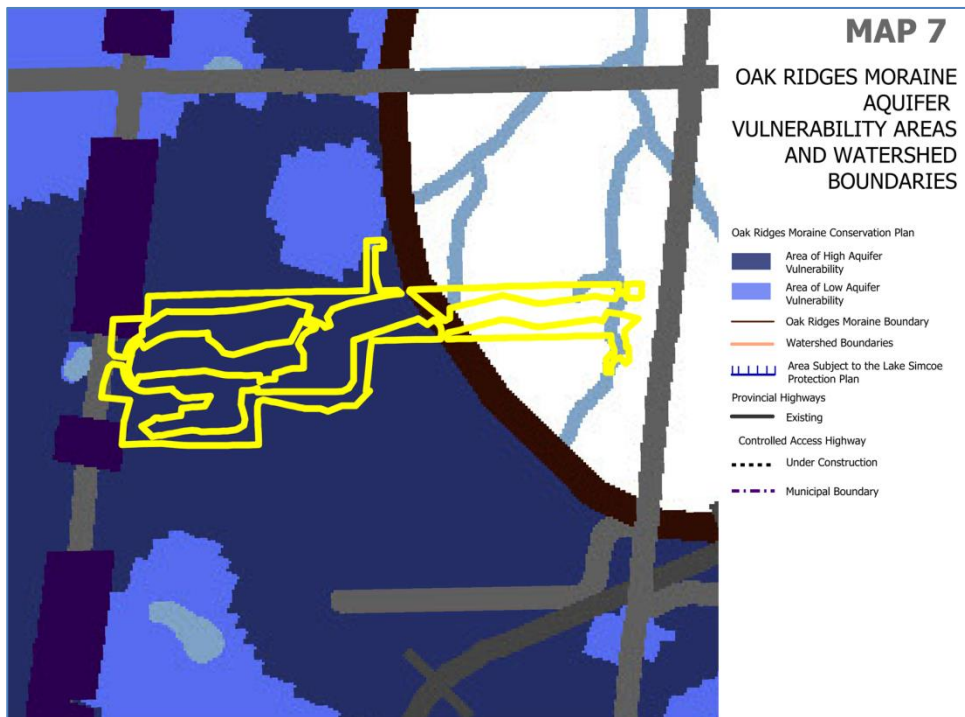 MAP 7
OAK RIDGES MORAINE
AQUIFER
VULNERABILITY AREAS
AND WATERSHED
BOUNDARIES
Oak Ridges Moraine Conservation Plan
Area of High Aquifer
Vulnerability
Area of Low Aquifer
Vulnerability
Oak Ridges Moraine Boundary
Watershed Boundaries
Area Subject to the Lake Simcoe
Protection Plan
Provincial Highways
Existing
Controlled Access Highway
Under Construction
Municipal Boundary